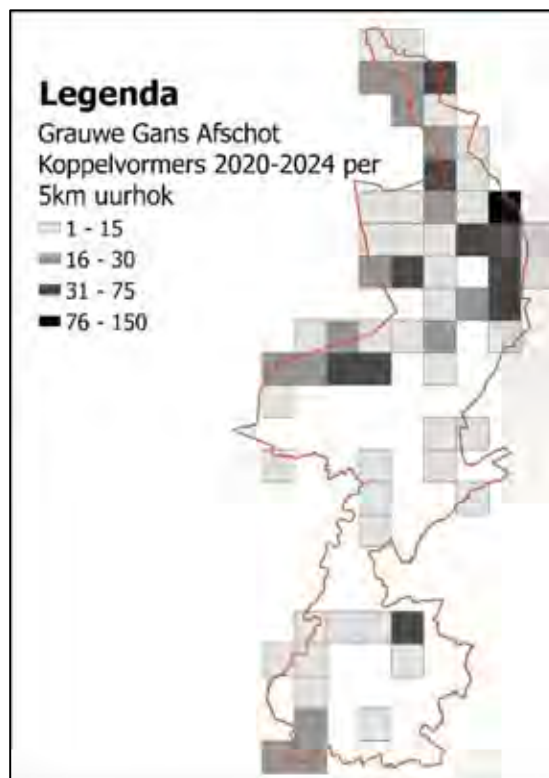 Legenda
Grauwe Gans Afschot
Koppelvormers 2020-2024 per
5km uurhok
1 - 15
16 - 30
31 - 75
76 - 150